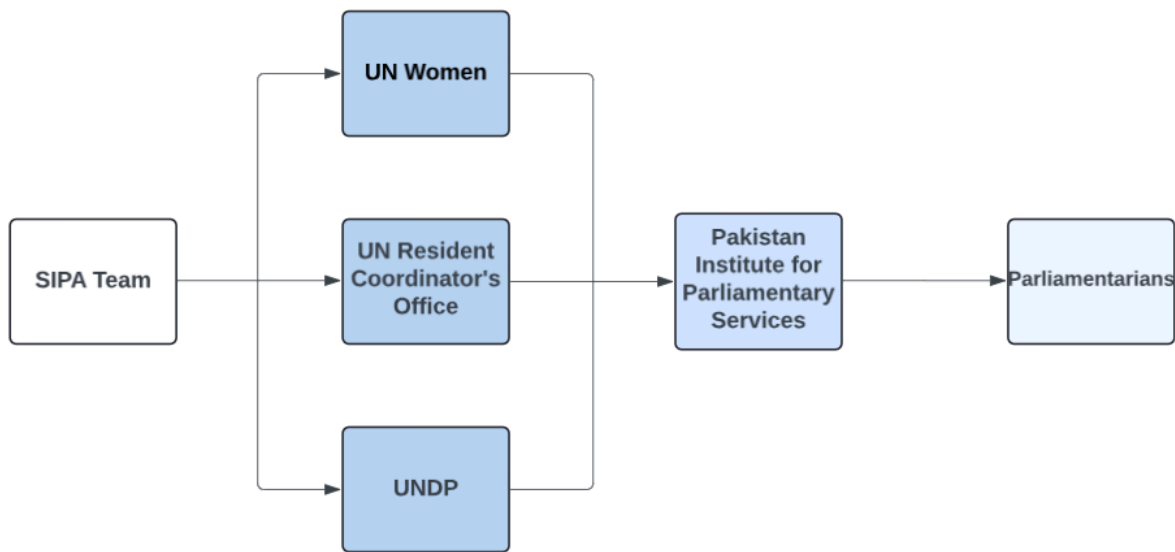 UN Women
SIPA Team
UN Resident
Coordinator's
Office
Pakistan
Institute for
Parliamentary
Services
Parliamentarians
UNDP